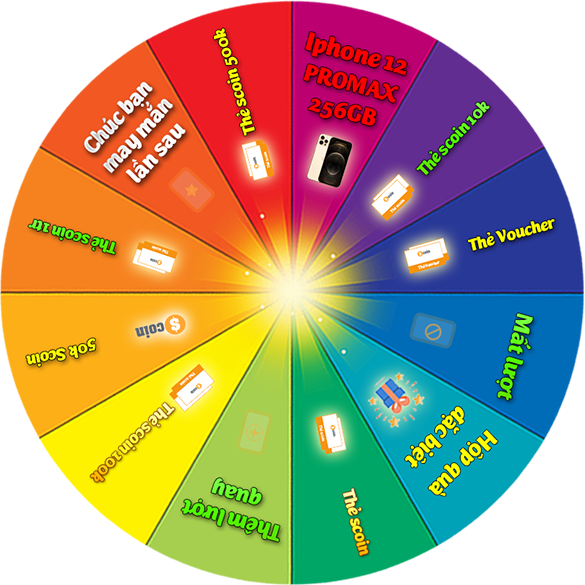 Iphone 12
PROMAX
256GB
Thẻ scoin 10k
Thẻ Voucher
Mất lượt
Hộp quà
đặc biệt
Thẻ scoin
Thêm lượt
quay
Thẻ scoin 100k
50k Scoin
coin
Thẻ scoin 1tr
Chúc bạn
may mắn
lần sau
Thẻ scoin 500k